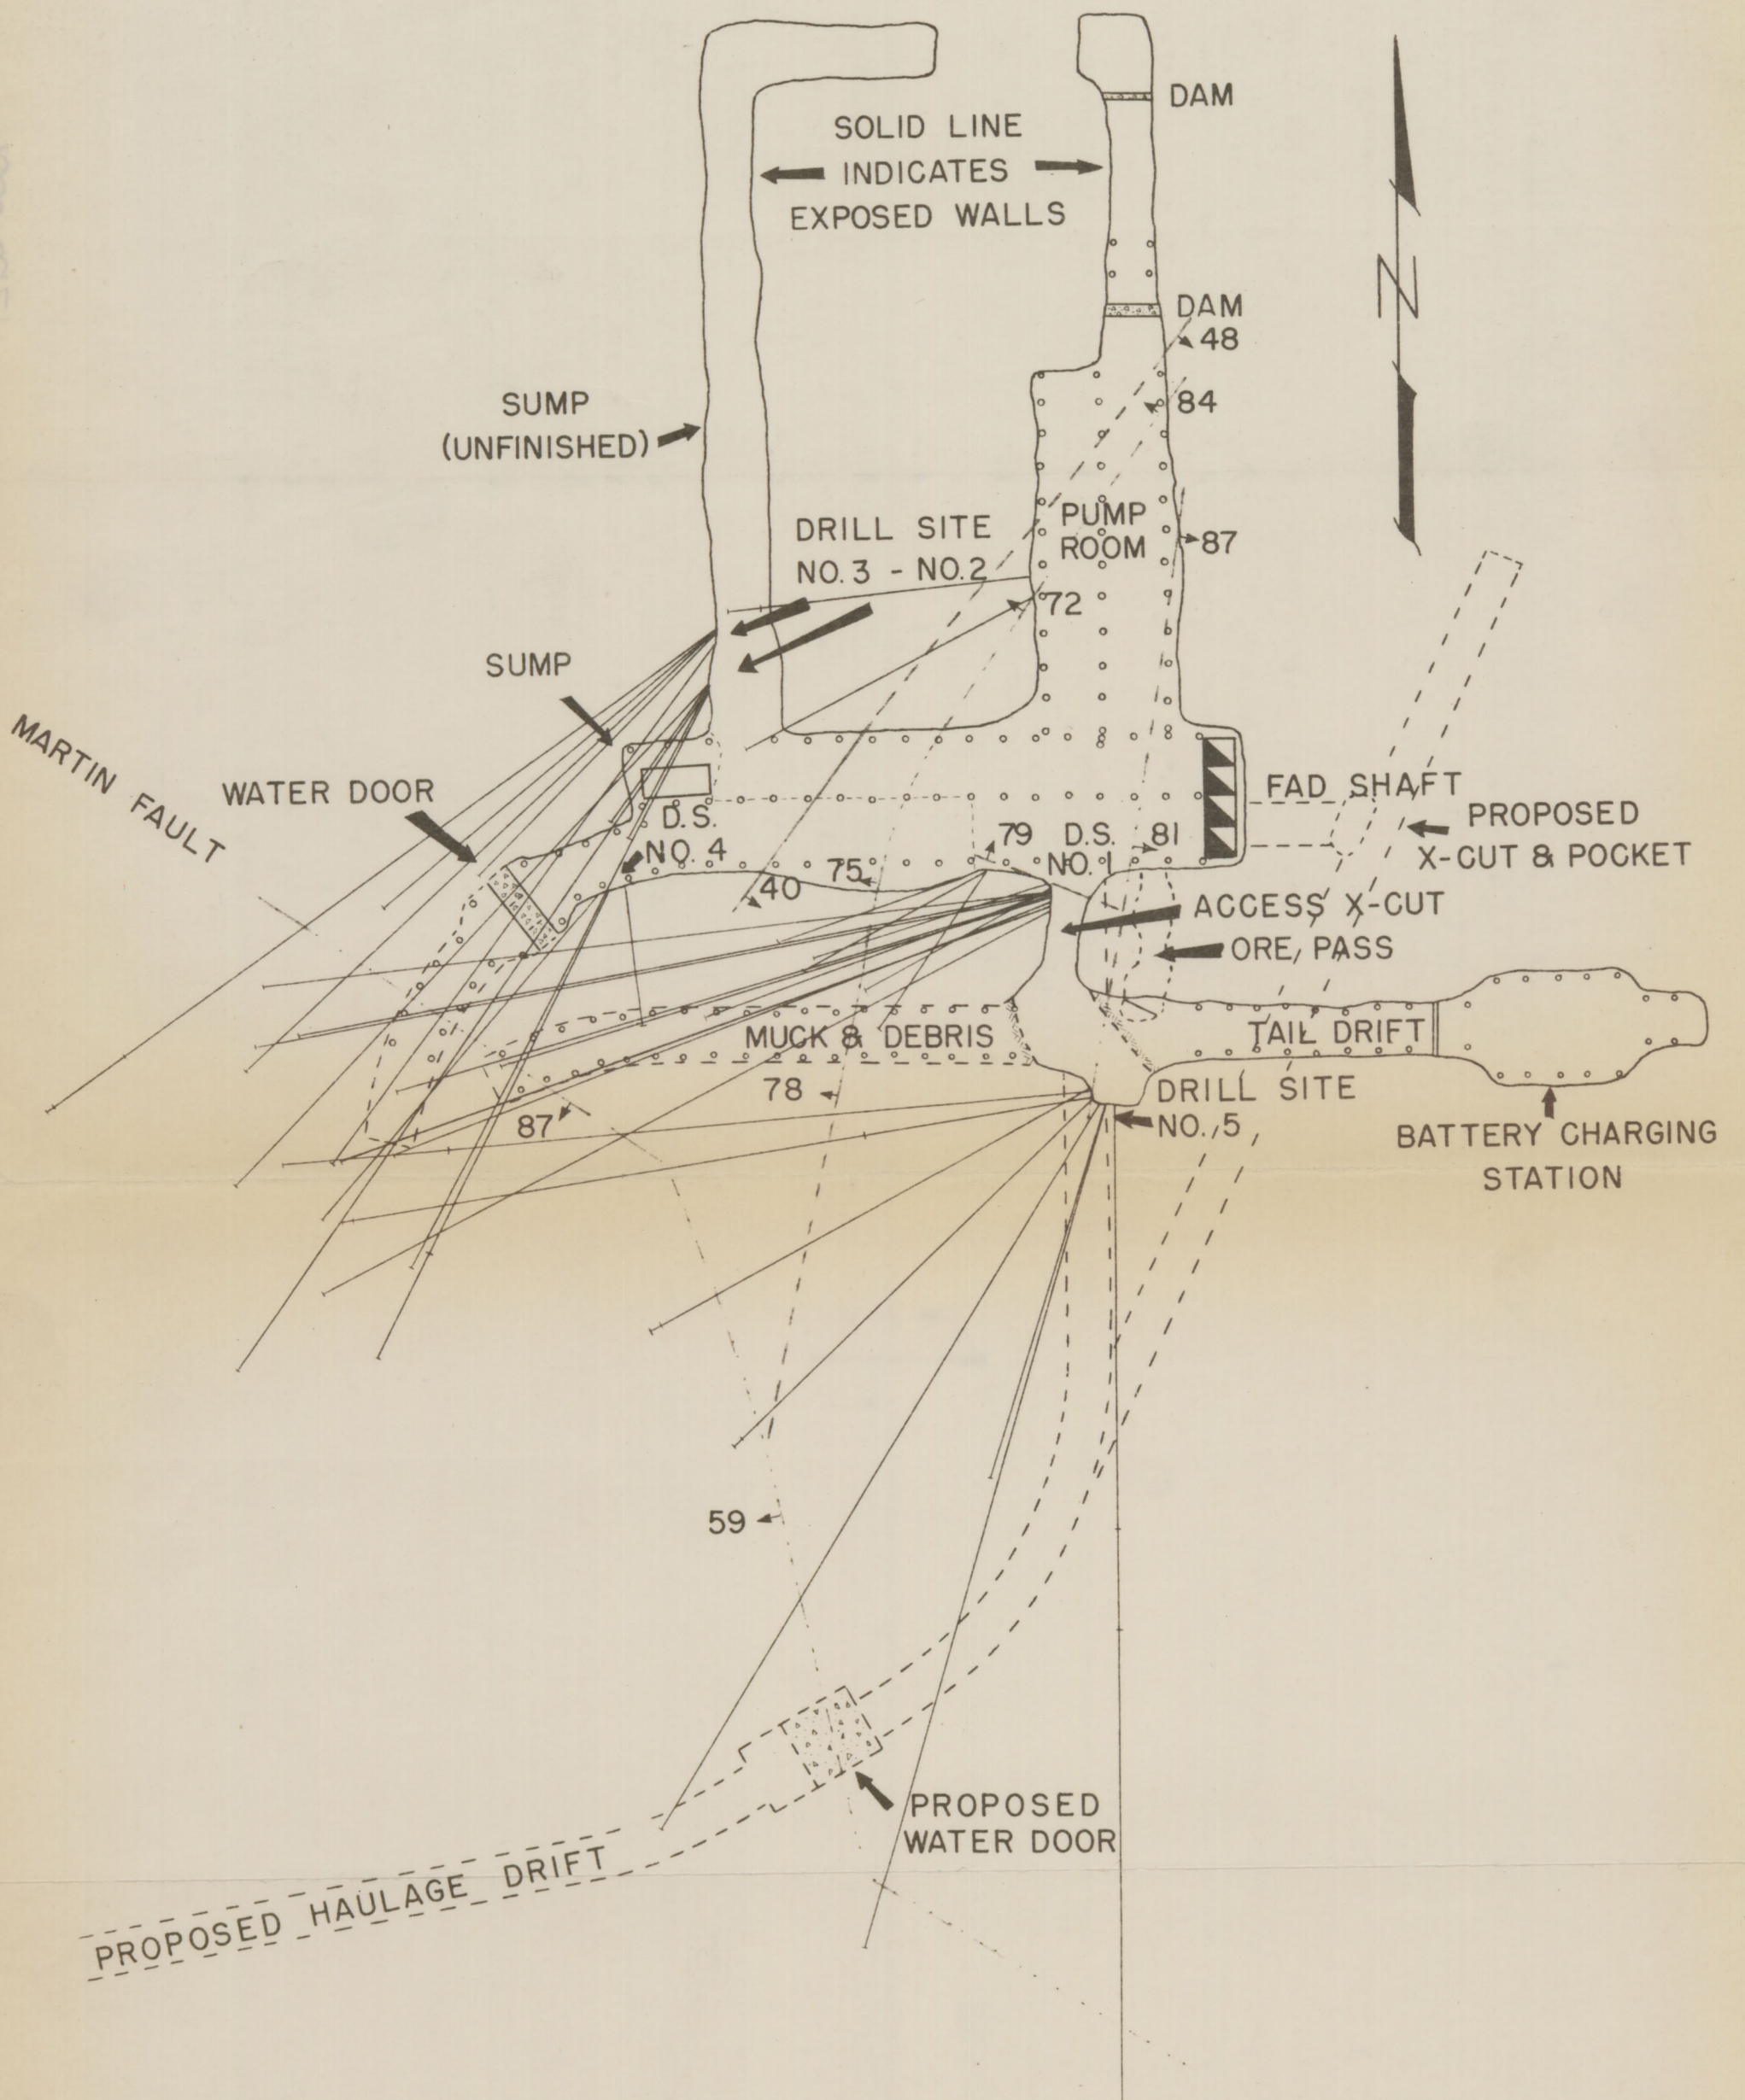 DAM
SOLID LINE
INDICATES
EXPOSED WALLS
N
DAM
48
SUMP
(UNFINISHED)
84
DRILL SITE
NO. 3 - NO. 2
PUMP
ROOM
87
72
SUMP
MARTIN FAULT
WATER DOOR
FAD SHAFT
PROPOSED
X-CUT & POCKET
D.S.
NO. 4
79
D.S.
NO. 1
81
75
40
ACCESS X-CUT
ORE PASS
MUCK & DEBRIS
TAIL DRIFT
78
87
DRILL SITE
NO. 5
BATTERY CHARGING
STATION
59
PROPOSED
WATER DOOR
PROPOSED HAULAGE DRIFT